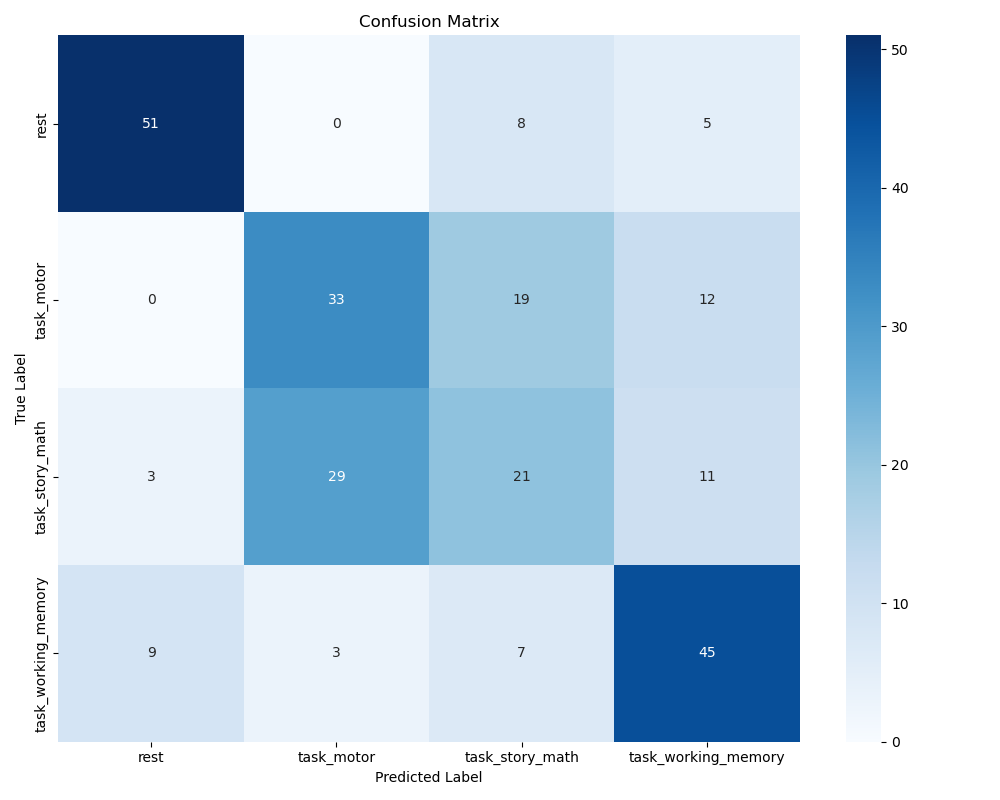 Confusion Matrix
True Label
rest
51 0 8 5
task_motor
0 33 19 12
task_story_math
3 29 21 11
task_working_memory
9 3 7 45
rest task_motor task_story_math task_working_memory
Predicted Label
50
40
30
20
10
0